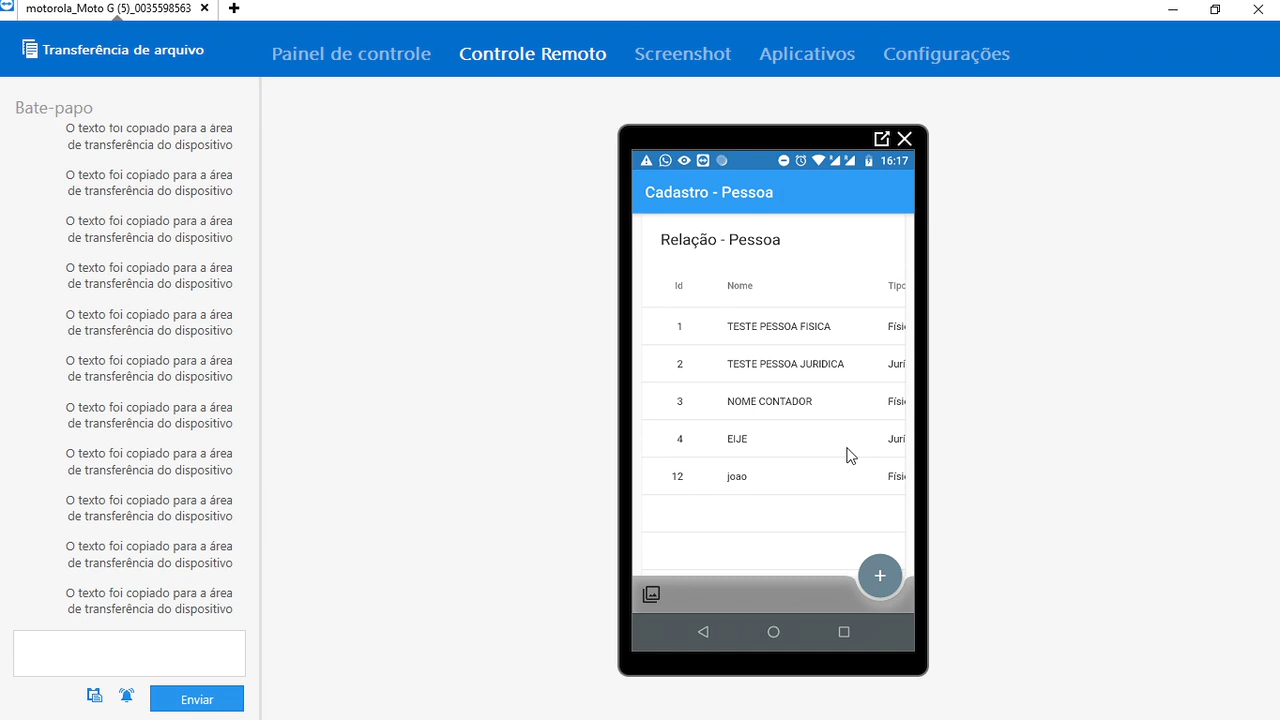 motorola_Moto G (5)_0035598563
Transferência de arquivo
Painel de controle
Controle Remoto
Screenshot
Aplicativos
Configurações
Bate-papo
O texto foi copiado para a área
de transferência do dispositivo
O texto foi copiado para a área
de transferência do dispositivo
O texto foi copiado para a área
de transferência do dispositivo
O texto foi copiado para a área
de transferência do dispositivo
O texto foi copiado para a área
de transferência do dispositivo
O texto foi copiado para a área
de transferência do dispositivo
O texto foi copiado para a área
de transferência do dispositivo
O texto foi copiado para a área
de transferência do dispositivo
O texto foi copiado para a área
de transferência do dispositivo
O texto foi copiado para a área
de transferência do dispositivo
O texto foi copiado para a área
de transferência do dispositivo
Enviar
16:17
Cadastro - Pessoa
Relação - Pessoa
Id Nome Tipo
1 TESTE PESSOA FISICA Físi
2 TESTE PESSOA JURIDICA Jurí
3 NOME CONTADOR Físi
4 EIJE Jurí
12 joao Físi